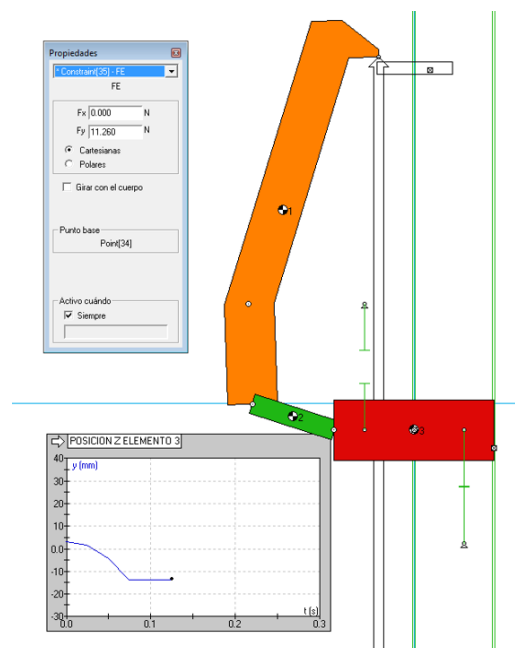 Propiedades
* Constraint[35] - FE
FE
Fx 0.000 N
Fy 11.260 N
Cartesianas
Polares
Girar con el cuerpo
Punto base
Point[34]
Activo cuándo
Siempre
1
2
3
POSICION Z ELEMENTO 3
y (mm)
40
30
20
10
0.0
-10
-20
-30
0.0 0.1 0.2 0.3
t (s)